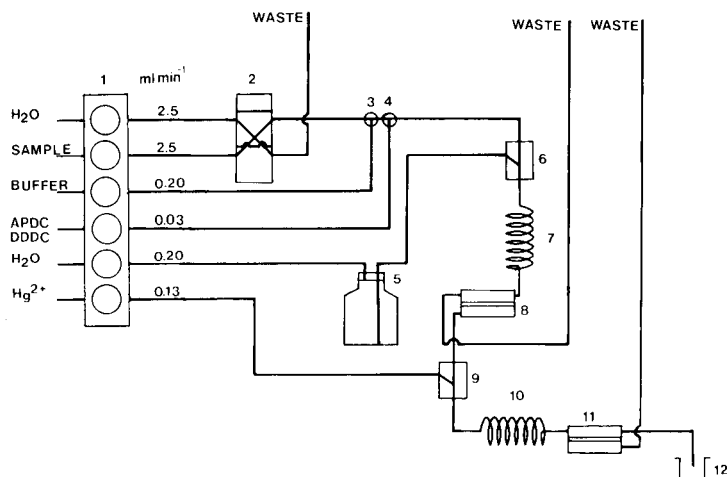 WASTE
WASTE WASTE
1 ml min⁻¹ 2 3 4
H₂O 2.5
SAMPLE 2.5
BUFFER 0.20
6
APDC
DDDC 0.03
7
H₂O 0.20
5
Hg²⁺ 0.13
8
9
10
11
12